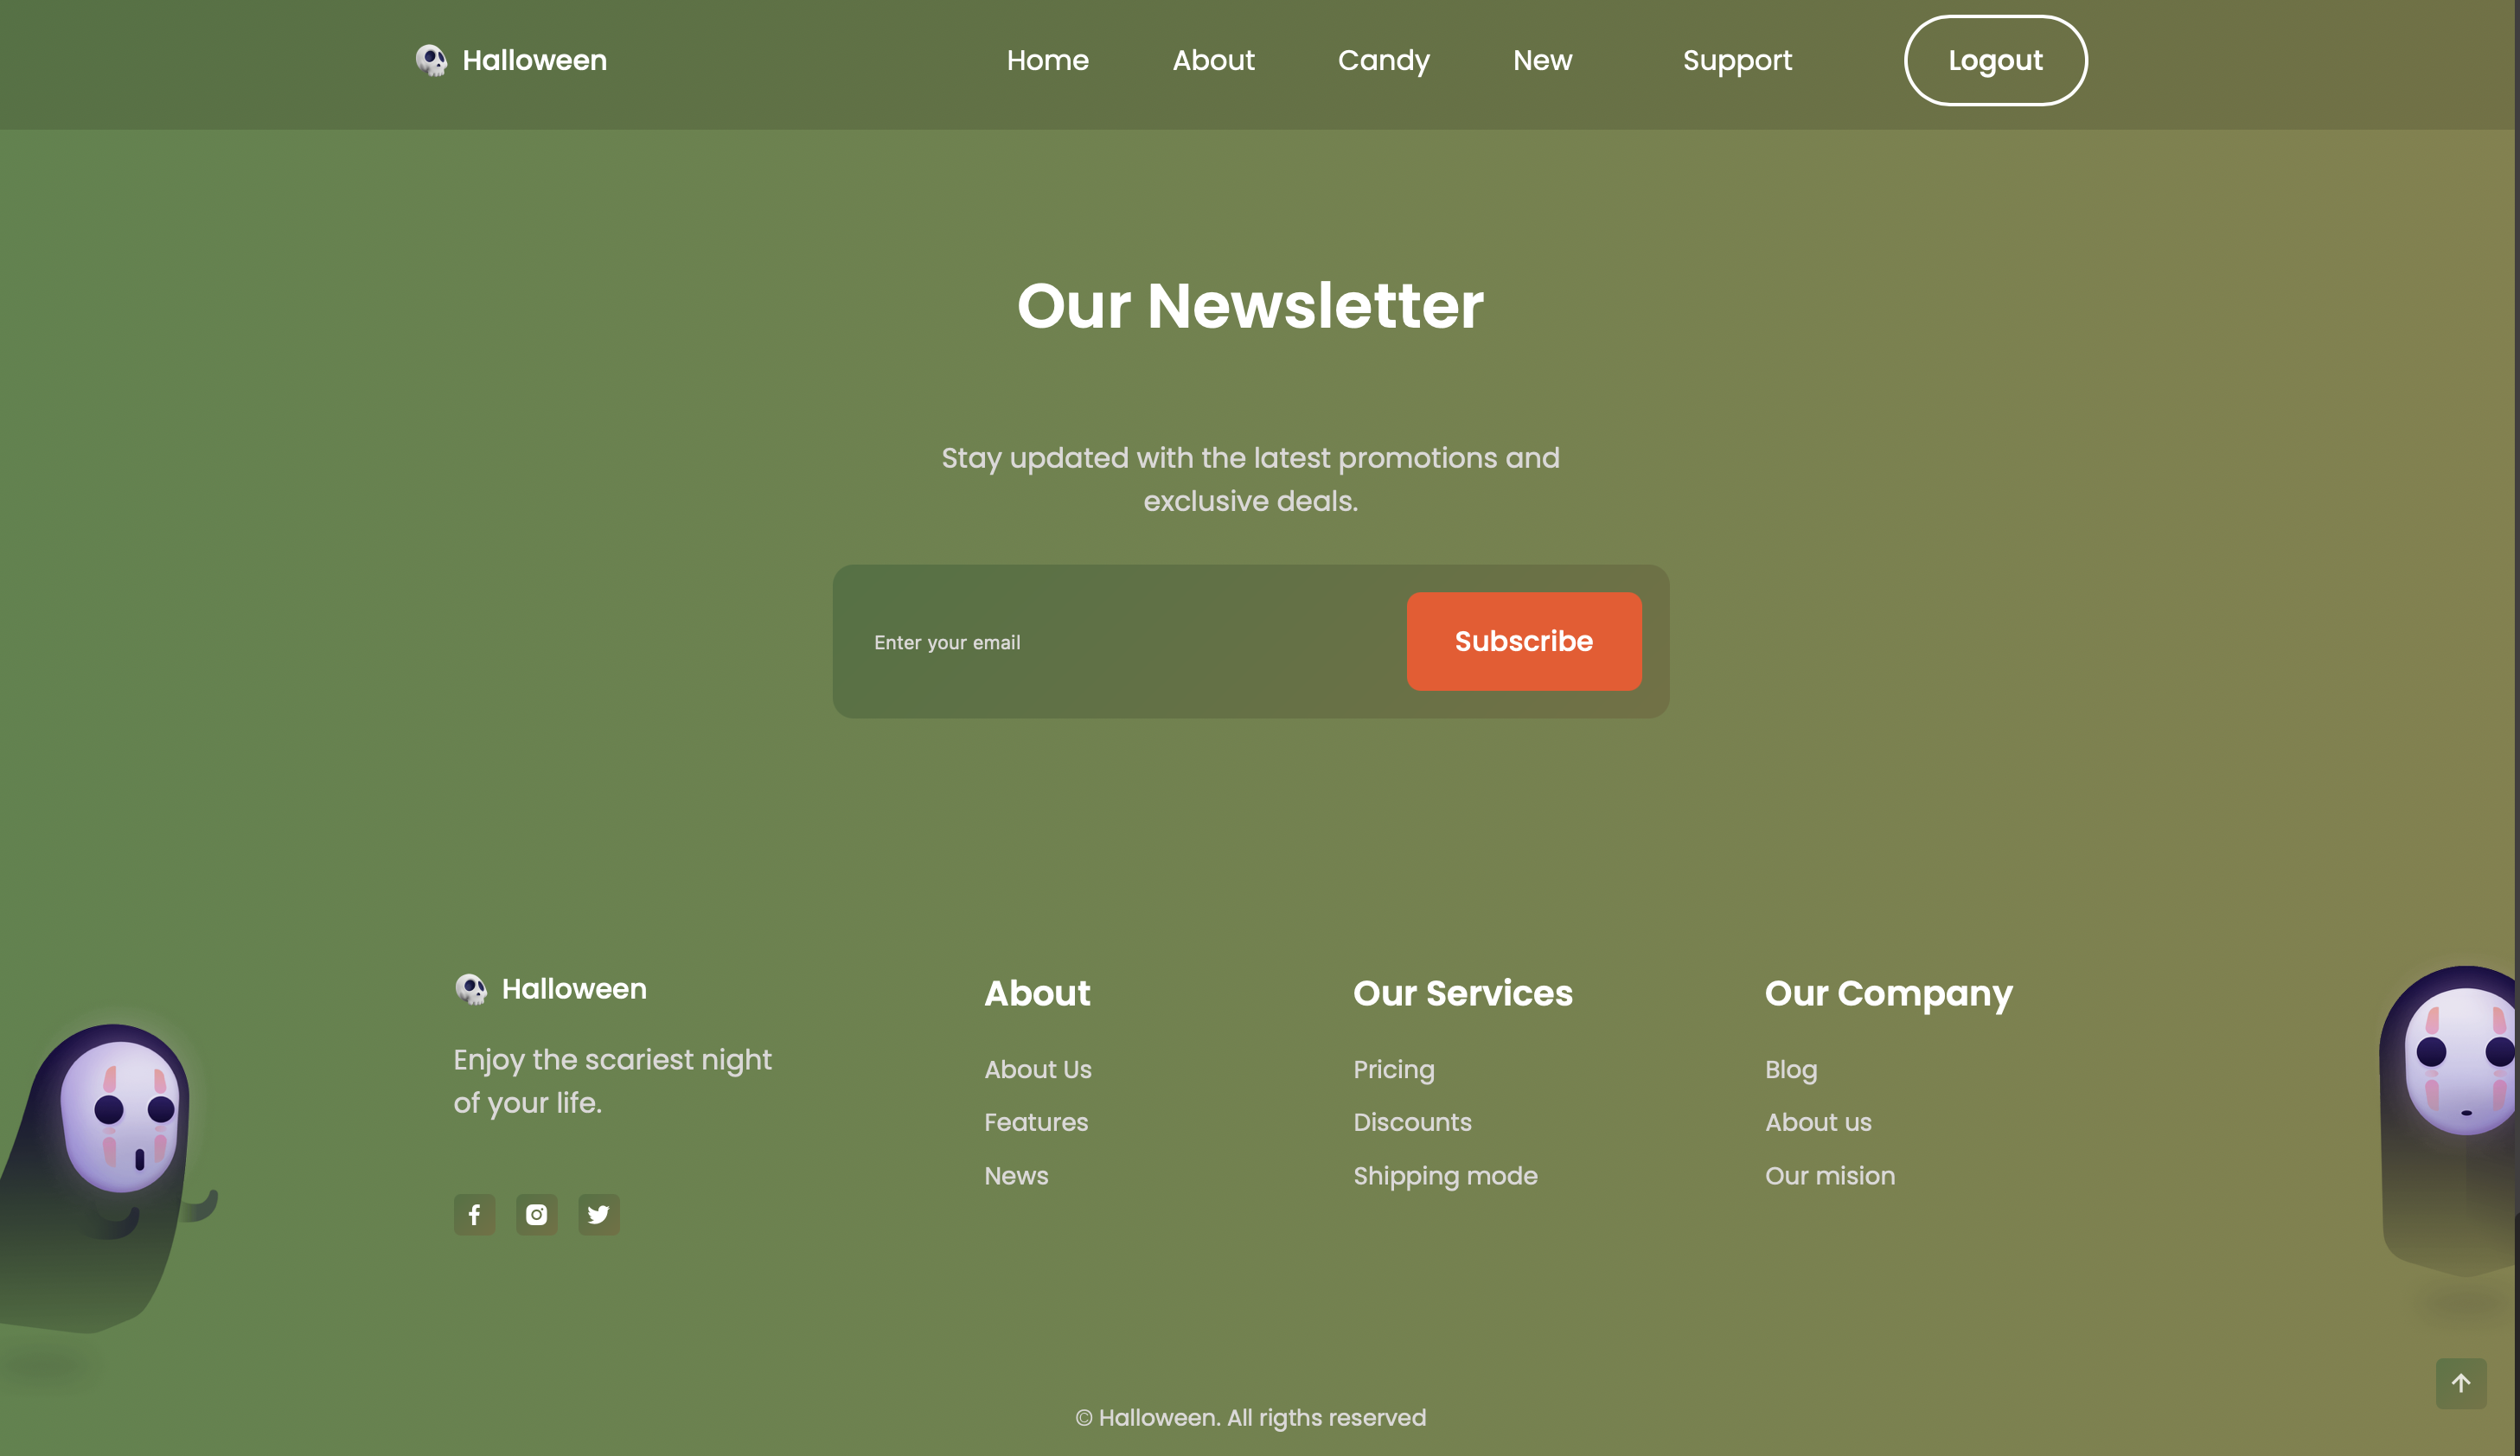 Halloween
Home
About
Candy
New
Support
Logout
Our Newsletter
Stay updated with the latest promotions and
exclusive deals.
Enter your email
Subscribe
Halloween
Enjoy the scariest night
of your life.
About
About Us
Features
News
Our Services
Pricing
Discounts
Shipping mode
Our Company
Blog
About us
Our mision
© Halloween. All rigths reserved